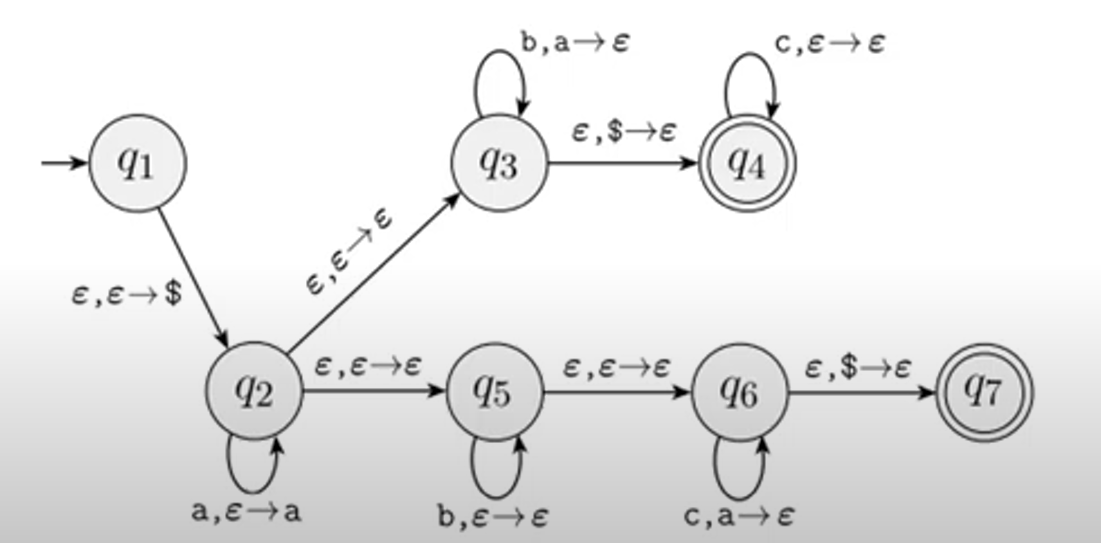 b,a→ε
c,ε→ε
q1
q3
ε,$→ε
q4
ε,ε→ε
ε,ε→$
q2
ε,ε→ε
q5
ε,ε→ε
q6
ε,$→ε
q7
a,ε→a
b,ε→ε
c,a→ε